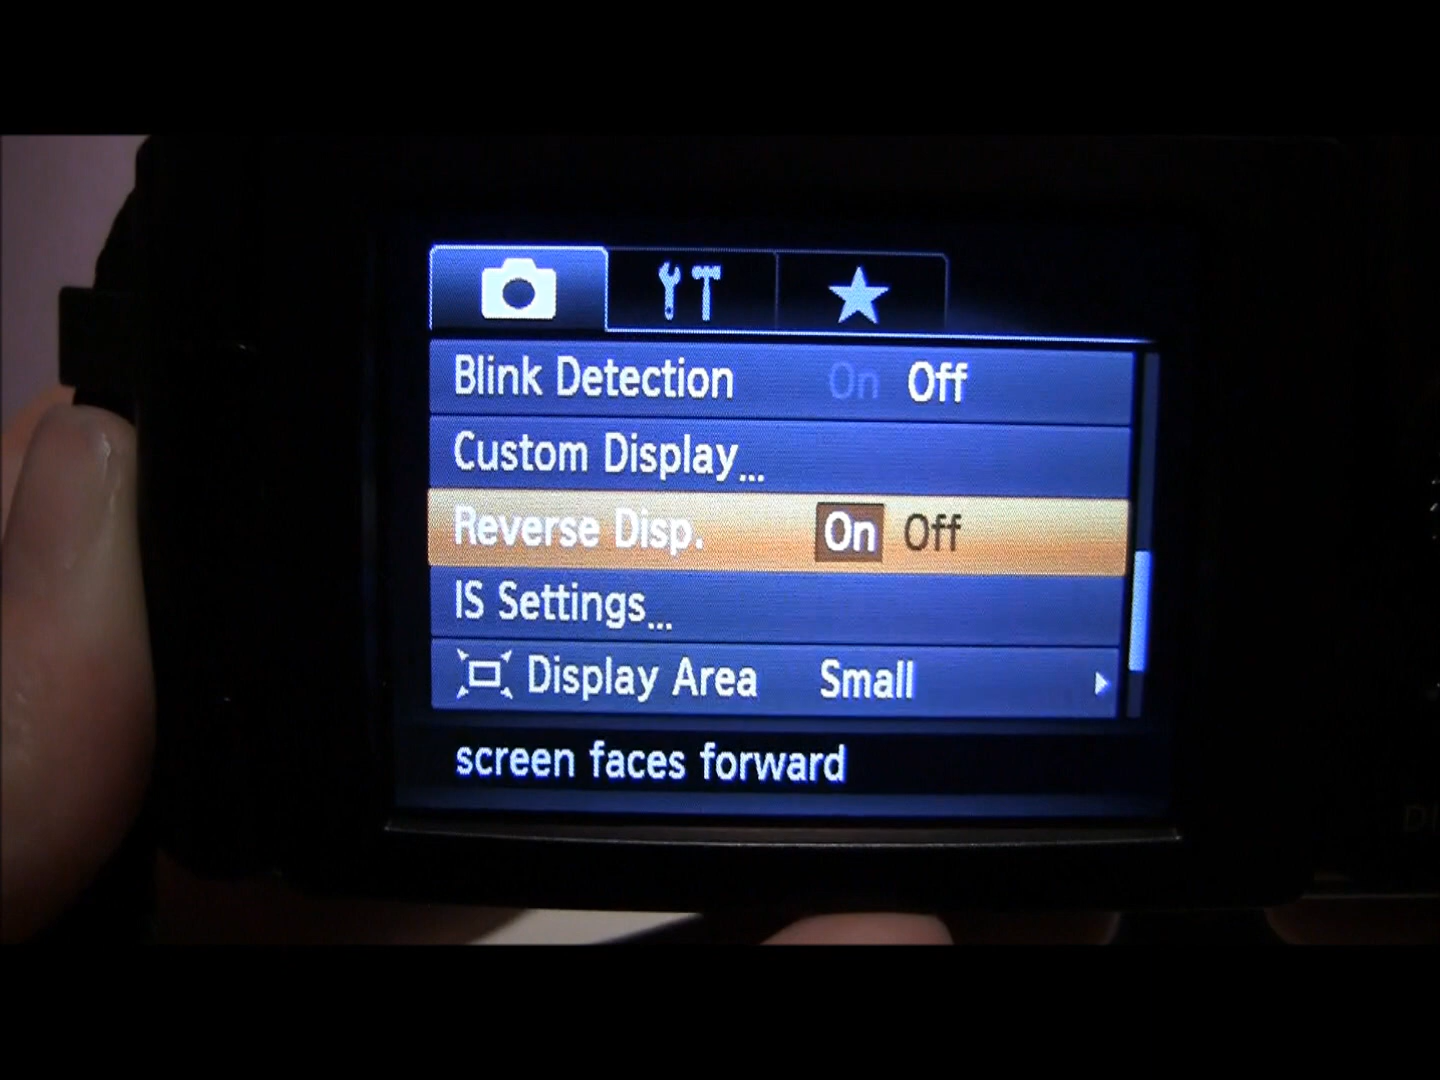 Blink Detection On Off
Custom Display...
Reverse Disp. On Off
IS Settings...
Display Area Small
screen faces forward